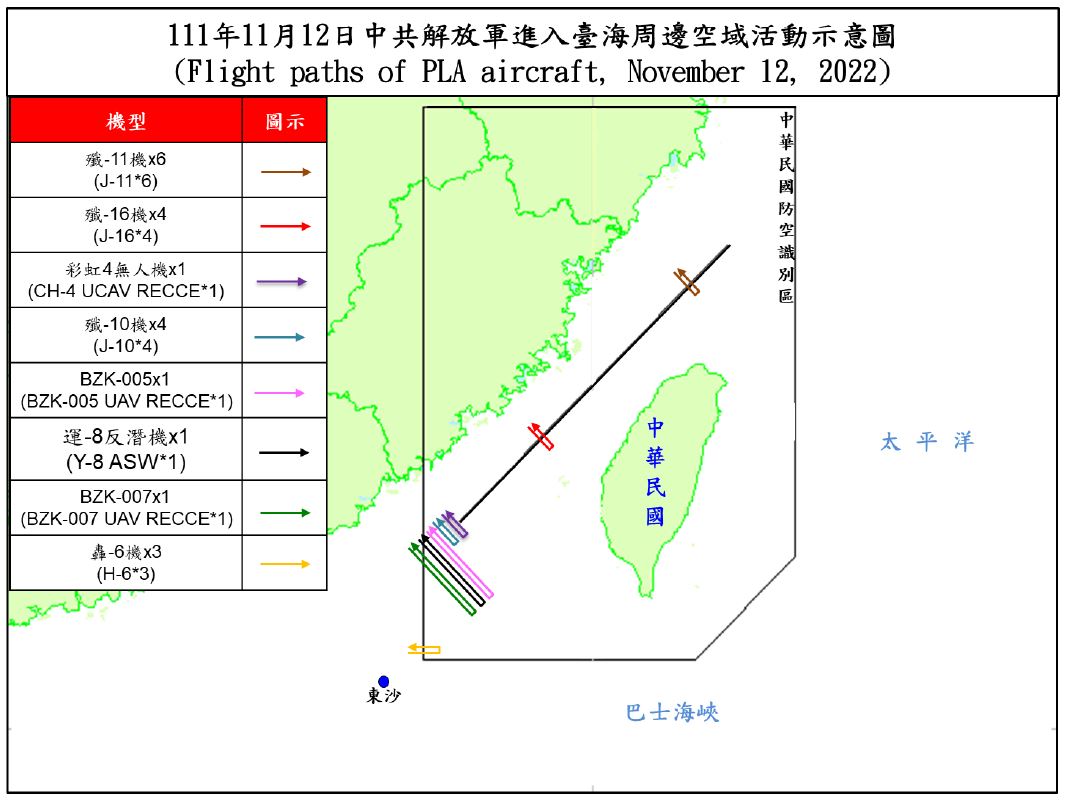 111年11月12日中共解放軍進入臺海周邊空域活動示意圖
(Flight paths of PLA aircraft, November 12, 2022)
機型
圖示
殲-11機x6
(J-11*6)
殲-16機x4
(J-16*4)
彩虹4無人機x1
(CH-4 UCAV RECCE*1)
殲-10機x4
(J-10*4)
BZK-005x1
(BZK-005 UAV RECCE*1)
運-8反潛機x1
(Y-8 ASW*1)
BZK-007x1
(BZK-007 UAV RECCE*1)
轟-6機x3
(H-6*3)
中華民國防空識別區
中華民國
太平洋
東沙
巴士海峽